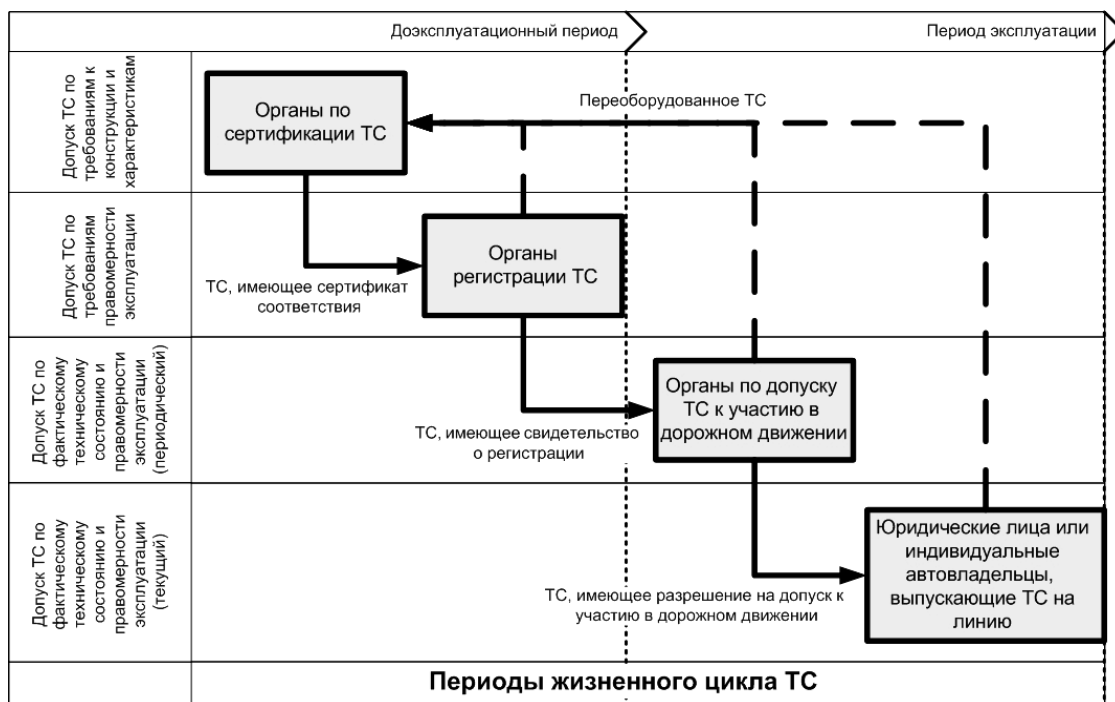 Доэксплуатационный период
Период эксплуатации
Допуск ТС по
требованиям к
конструкции и
характеристикам
Органы по
сертификации ТС
Переоборудованное ТС
Допуск ТС по
требованиям
правомерности
эксплуатации
Органы
регистрации ТС
ТС, имеющее сертификат
соответствия
Допуск ТС по
фактическому
техническому
состоянию и
правомерности
эксплуатации
(периодический)
Органы по допуску
ТС к участию в
дорожном движении
ТС, имеющее свидетельство
о регистрации
Допуск ТС по
фактическому
техническому
состоянию и
правомерности
эксплуатации
(текущий)
Юридические лица или
индивидуальные
автовладельцы,
выпускающие ТС на
линию
ТС, имеющее разрешение на допуск к
участию в дорожном движении
Периоды жизненного цикла ТС